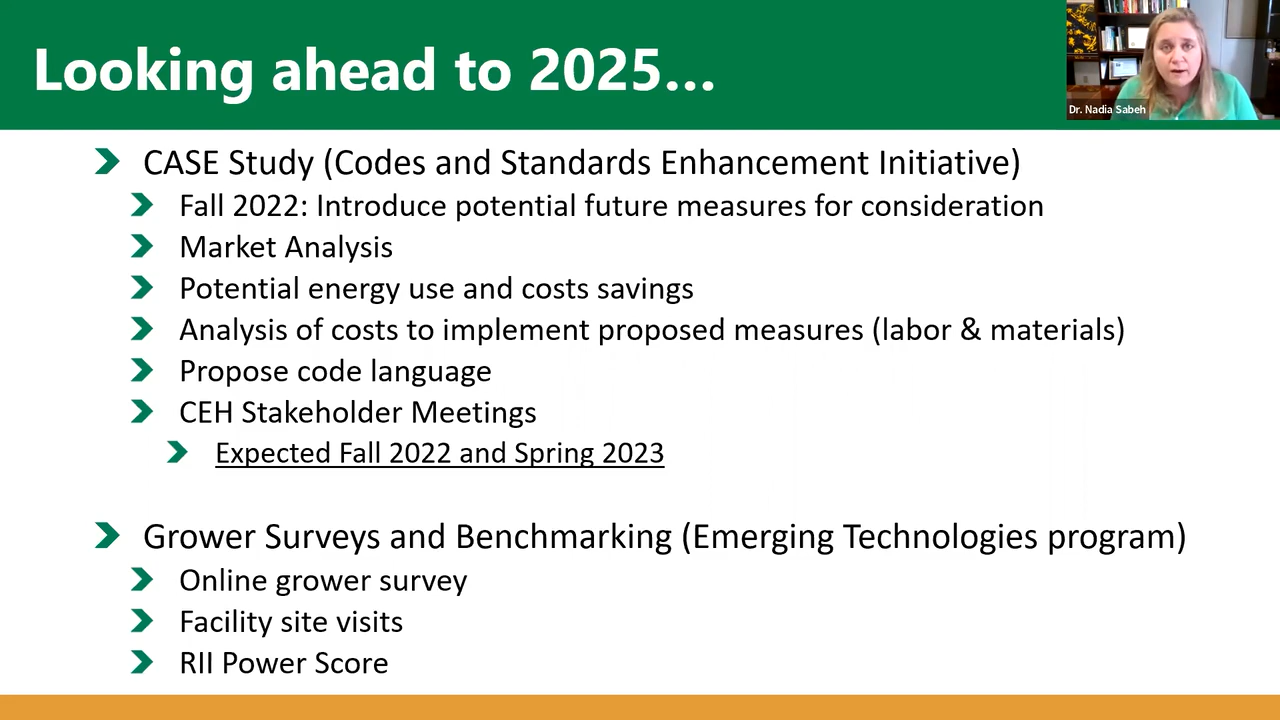 Looking ahead to 2025...
Dr. Nadia Sabeh
CASE Study (Codes and Standards Enhancement Initiative)
Fall 2022: Introduce potential future measures for consideration
Market Analysis
Potential energy use and costs savings
Analysis of costs to implement proposed measures (labor & materials)
Propose code language
CEH Stakeholder Meetings
Expected Fall 2022 and Spring 2023
Grower Surveys and Benchmarking (Emerging Technologies program)
Online grower survey
Facility site visits
RII Power Score